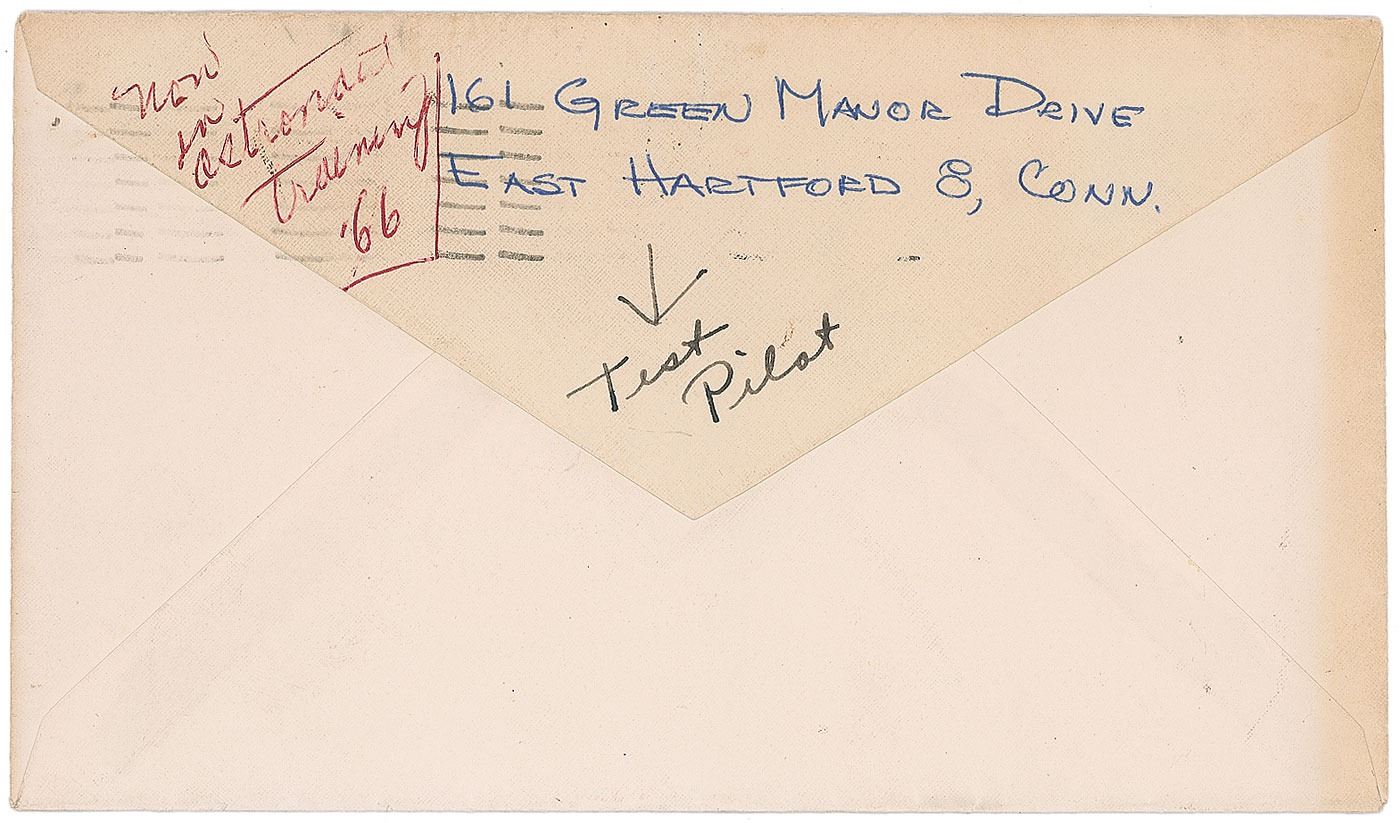 Now
in
astronaut
training
'66
161 GREEN MANOR DRIVE
EAST HARTFORD 8, CONN.
Test
Pilot